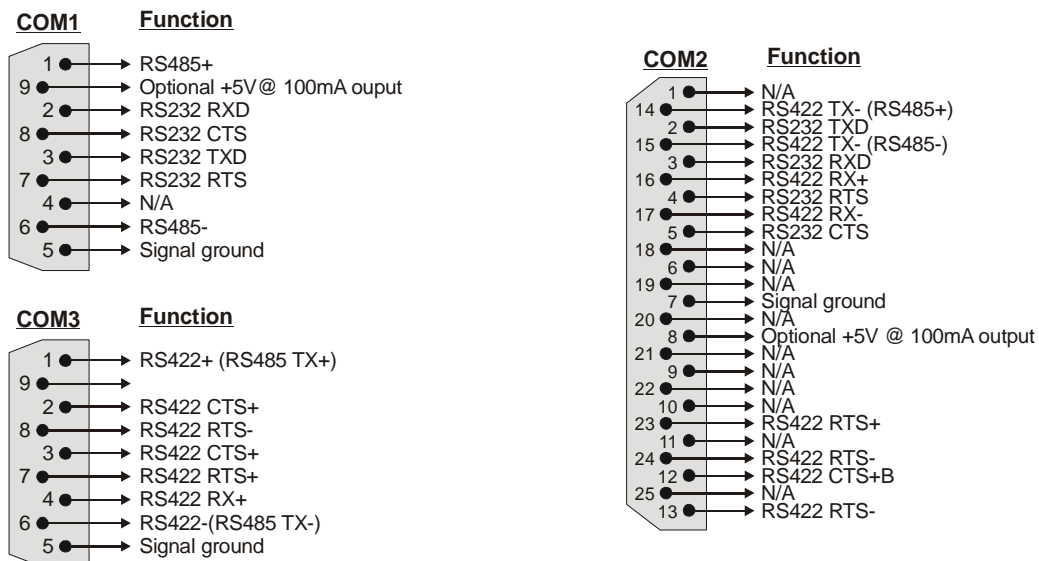 COM1 Function
1 RS485+
9 Optional +5V@ 100mA ouput
2 RS232 RXD
8 RS232 CTS
3 RS232 TXD
7 RS232 RTS
4 N/A
6 RS485-
5 Signal ground
COM3 Function
1 RS422+ (RS485 TX+)
9
2 RS422 CTS+
8 RS422 RTS-
3 RS422 CTS+
7 RS422 RTS+
4 RS422 RX+
6 RS422-(RS485 TX-)
5 Signal ground
COM2 Function
1 N/A
14 RS422 TX- (RS485+)
2 RS232 TXD
15 RS422 TX- (RS485-)
3 RS232 RXD
16 RS422 RX+
4 RS232 RTS
17 RS422 RX-
5 RS232 CTS
18 N/A
6 N/A
19 N/A
7 Signal ground
20 N/A
8 Optional +5V @ 100mA output
21 N/A
9 N/A
22 N/A
10 N/A
23 RS422 RTS+
11 N/A
24 RS422 RTS-
12 RS422 CTS+B
25 N/A
13 RS422 RTS-